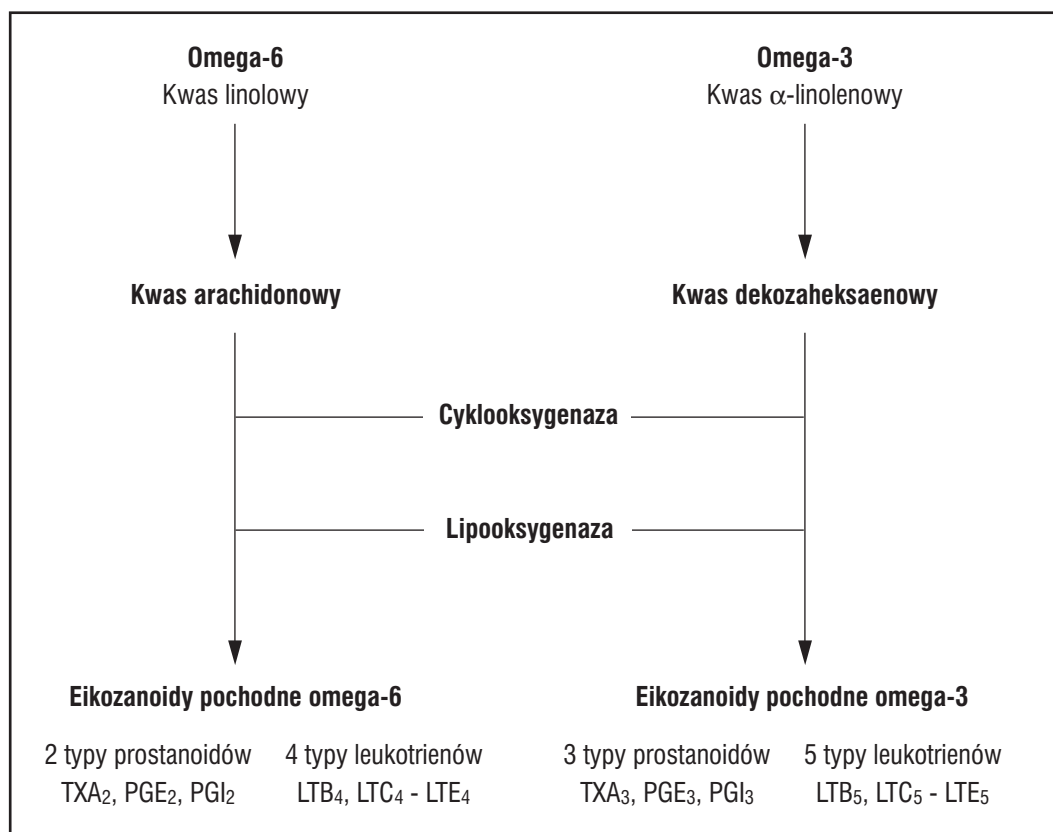 Omega-6
Kwas linolowy
Omega-3
Kwas α-linolenowy
Kwas arachidonowy
Kwas dekozaheksaenowy
Cyklooksygenaza
Lipooksygenaza
Eikozanoidy pochodne omega-6
Eikozanoidy pochodne omega-3
2 typy prostanoidów
TXA₂, PGE₂, PGI₂
4 typy leukotrienów
LTB₄, LTC₄ - LTE₄
3 typy prostanoidów
TXA₃, PGE₃, PGI₃
5 typy leukotrienów
LTB₅, LTC₅ - LTE₅